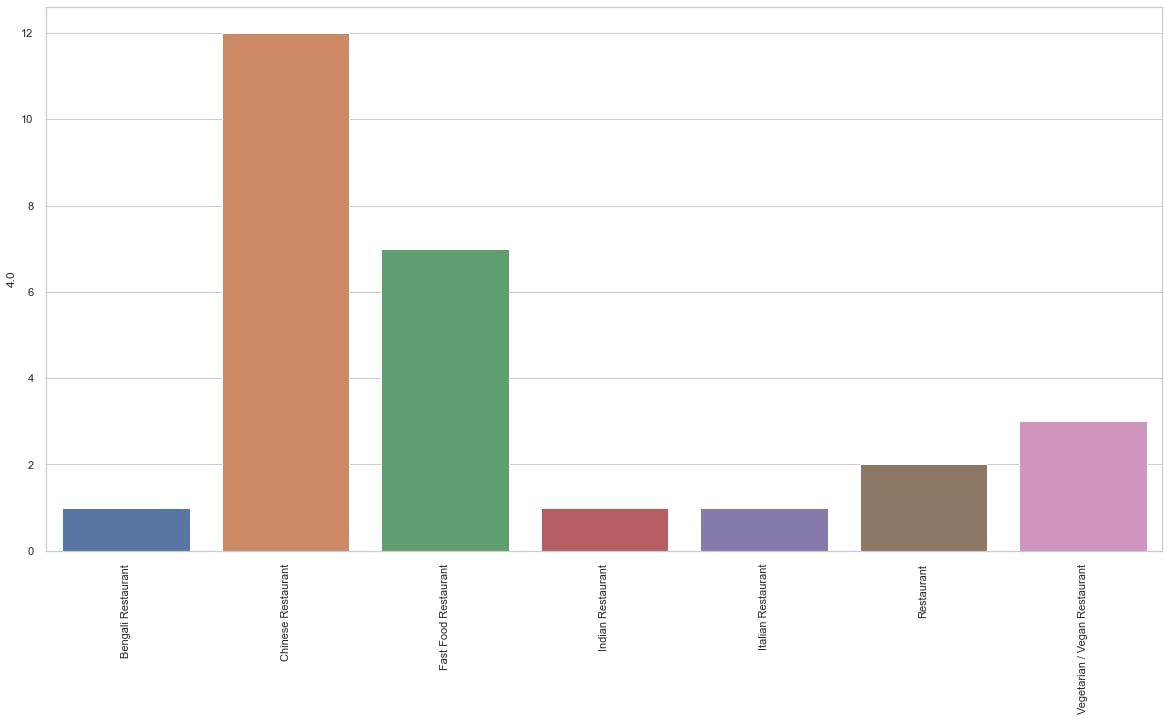 12
10
8
6
4
2
0
4.0
Bengali Restaurant
Chinese Restaurant
Fast Food Restaurant
Indian Restaurant
Italian Restaurant
Restaurant
Vegetarian / Vegan Restaurant